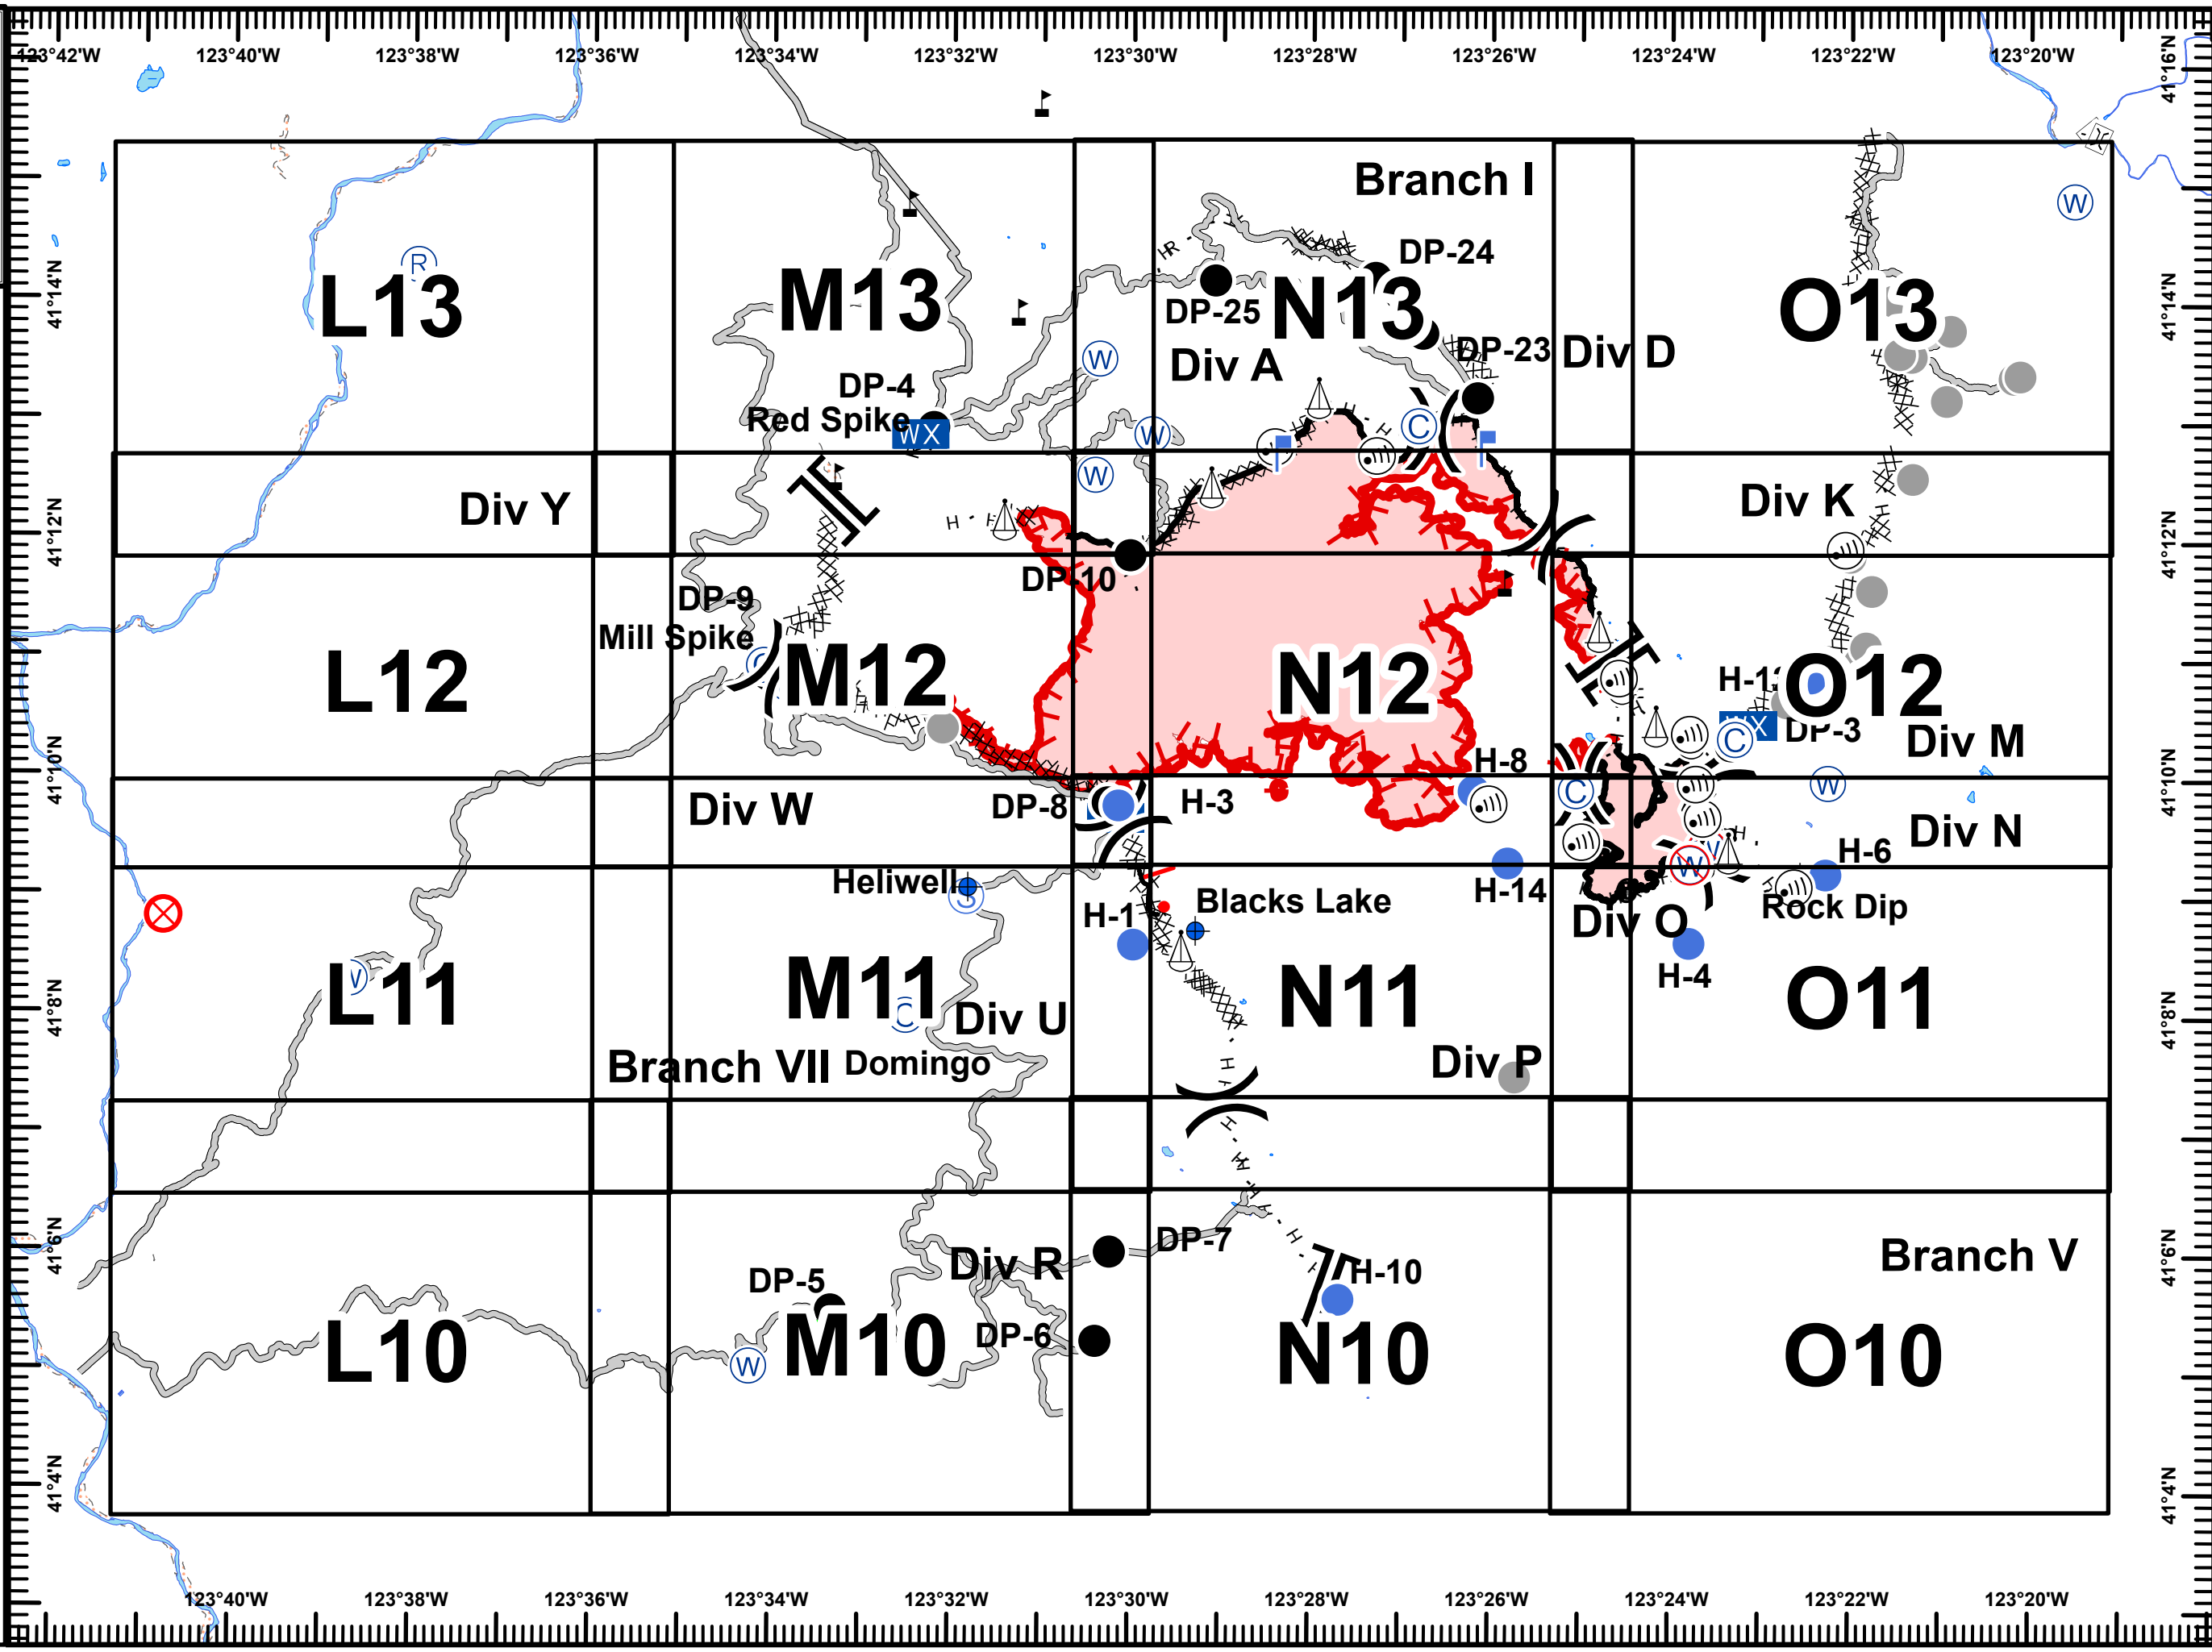 123°42'W 123°40'W 123°38'W 123°36'W 123°34'W 123°32'W 123°30'W 123°28'W 123°26'W 123°24'W 123°22'W 123°20'W
41°16'N
Branch I
W
HR
DP-24
R
41°14'N
L13
M13
DP-25
N13
O13
41°14'N
DP-23
Div D
W
Div A
DP-4
Red Spike
WX
W
C
H
H
W
Div Y
Div K
H
H
41°12'N
41°12'N
DP-10
DP-9
Mill Spike
L12
M12
N12
H-1
O12
WX
C
DP-3
Div M
41°10'N
H-8
41°10'N
C
W
Div W
DP-8
H-3
H
Div N
W
H-6
Heliwell
S
H-14
Rock Dip
H-1
Blacks Lake
Div O
H-4
L11
M11
C
N11
O11
41°8'N
Div U
41°8'N
Branch VII
Domingo
H
H
Div P
H
H
H
H
H
41°6'N
DP-7
H
41°6'N
Div R
Branch V
DP-5
H-10
L10
W
M10
DP-6
N10
O10
41°4'N
41°4'N
123°40'W 123°38'W 123°36'W 123°34'W 123°32'W 123°30'W 123°28'W 123°26'W 123°24'W 123°22'W 123°20'W